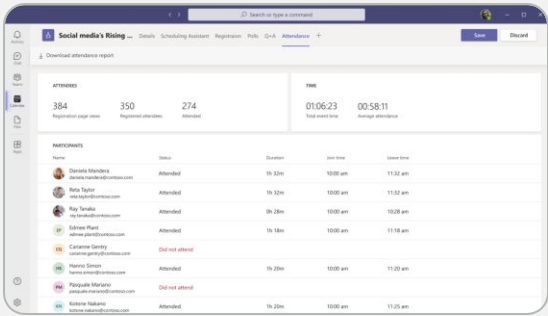 Search or type a command
Social media's Rising ... Details Scheduling Assistant Registration Polls Q+A Attendance
Save Discard
Activity
Chat
Teams
Calendar
Files
Apps
Download attendance report
ATTENDEES
384 350 274
Registration page views Registered attendees Attended
TIME
01:06:23 00:58:11
Total event time Average attendance
PARTICIPANTS
Name Status Duration Join time Leave time
Daniela Mandera Attended 1h 32m 10:00 am 11:32 am
daniela.mandera@contoso.com
Reta Taylor Attended 1h 32m 10:00 am 11:32 am
reta.taylor@contoso.com
Ray Tanaka Attended 0h 28m 10:00 am 10:28 am
ray.tanaka@contoso.com
EP Edmee Plant Attended 1h 18m 10:00 am 11:18 am
edmee.plant@contoso.com
Carianne Gentry Did not attend
carianne.gentry@contoso.com
Hanno Simon Attended 1h 20m 10:00 am 11:20 am
hanno.simon@contoso.com
PM Pasquale Mariano Did not attend
pasquale.mariano@contoso.com
KN Kotone Nakano Attended 1h 20m 10:00 am 11:25 am
kotone.nakano@contoso.com